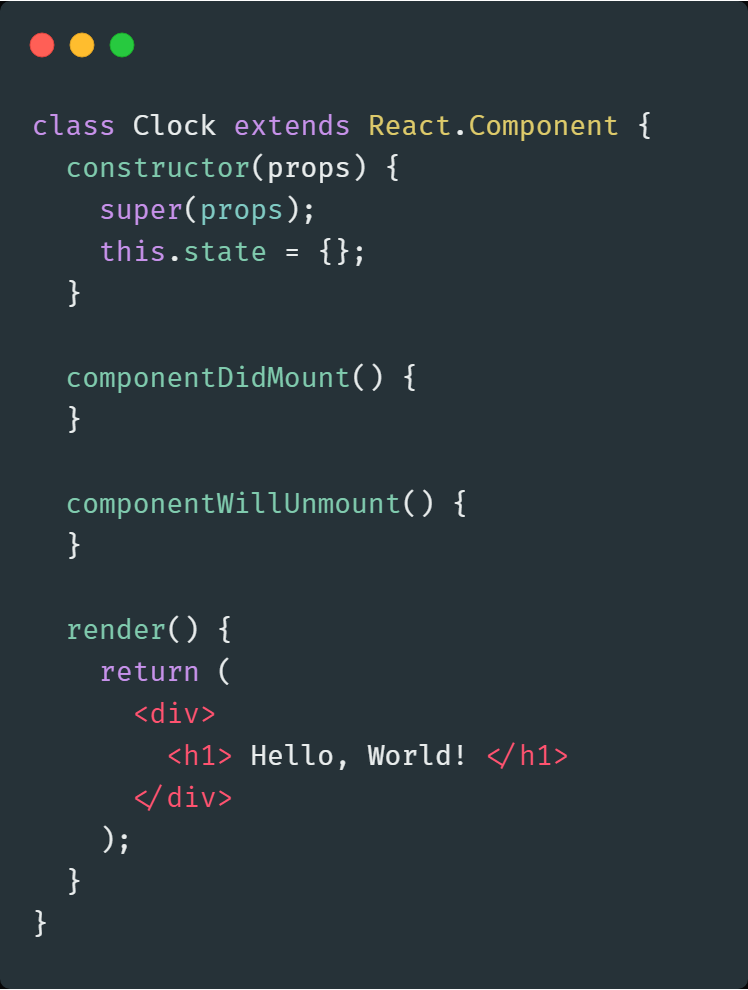 class Clock extends React.Component {
  constructor(props) {
    super(props);
    this.state = {};
  }

  componentDidMount() {
  }

  componentWillUnmount() {
  }

  render() {
    return (
      <div>
        <h1> Hello, World! </h1>
      </div>
    );
  }
}